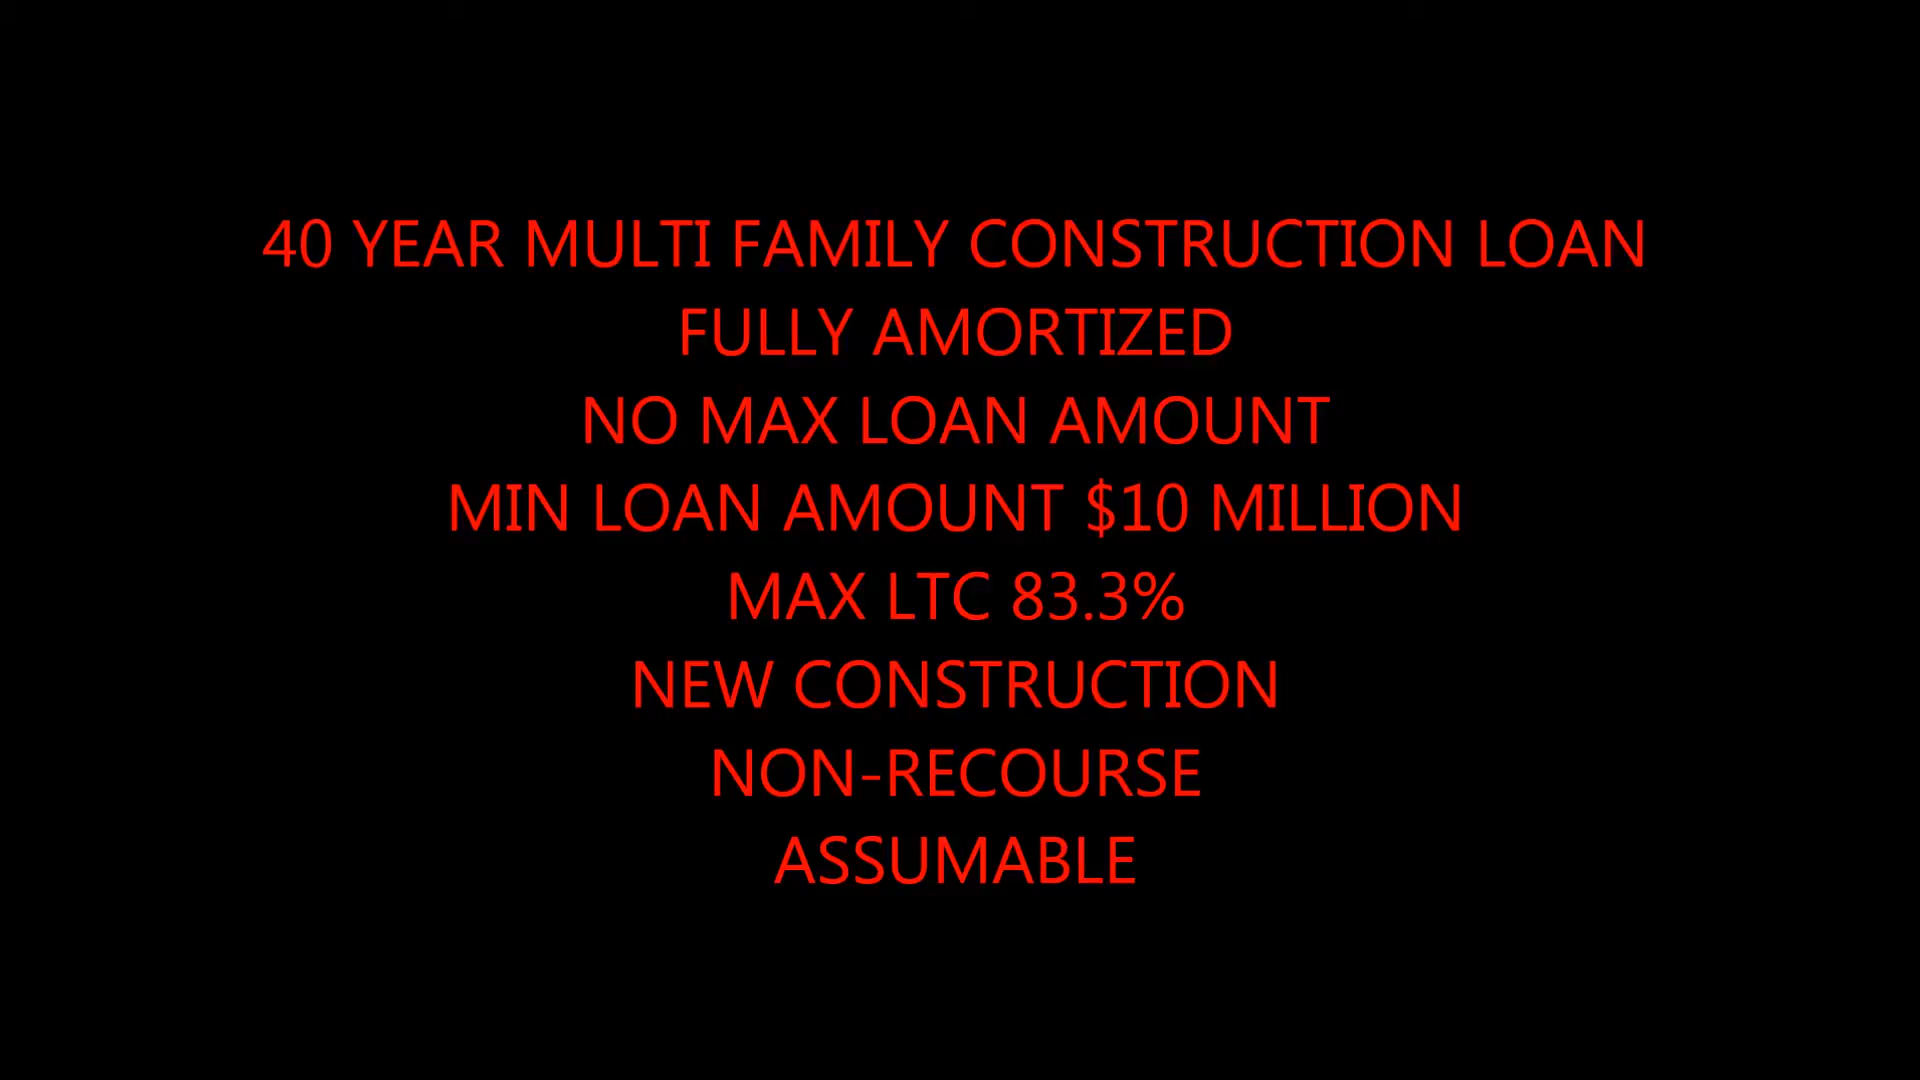 40 YEAR MULTI FAMILY CONSTRUCTION LOAN
FULLY AMORTIZED
NO MAX LOAN AMOUNT
MIN LOAN AMOUNT $10 MILLION
MAX LTC 83.3%
NEW CONSTRUCTION
NON-RECOURSE
ASSUMABLE